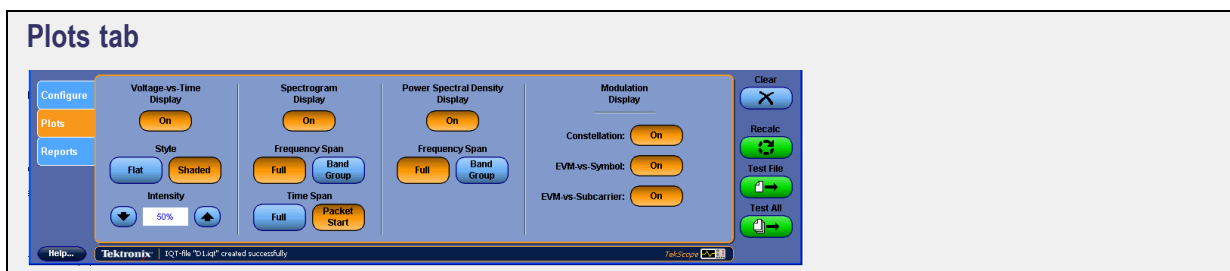 Plots tab
Configure
Plots
Reports
Voltage-vs-Time
Display
On
Style
Flat
Shaded
Intensity
50%
Spectrogram
Display
On
Frequency Span
Full
Band
Group
Time Span
Full
Packet
Start
Power Spectral Density
Display
On
Frequency Span
Full
Band
Group
Modulation
Display
Constellation: On
EVM-vs-Symbol: On
EVM-vs-Subcarrier: On
Clear
Recalc
Test File
Test All
Help...
Tektronix IQT-file "D1.iqt" created successfully TekScope